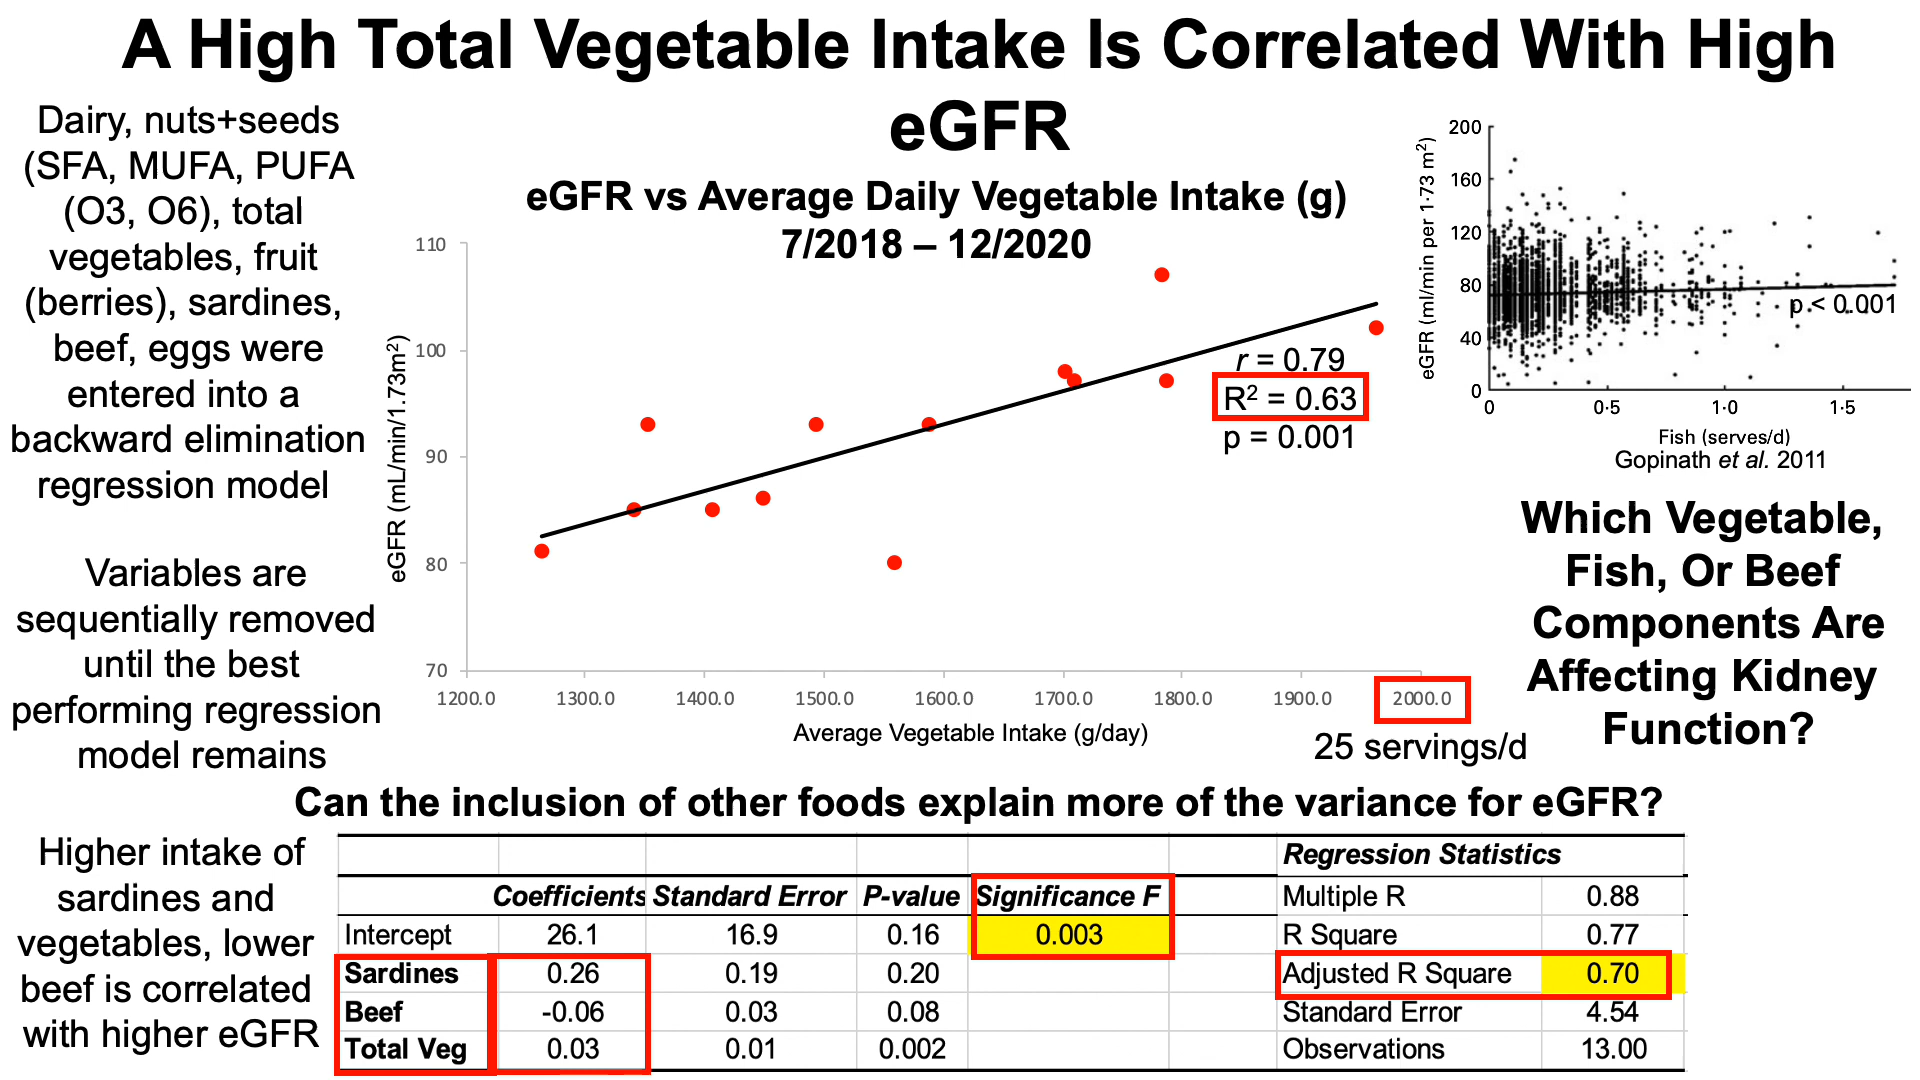 A High Total Vegetable Intake Is Correlated With High
eGFR
Dairy, nuts+seeds
(SFA, MUFA, PUFA
(O3, O6), total
vegetables, fruit
(berries), sardines,
beef, eggs were
entered into a
backward elimination
regression model
Variables are
sequentially removed
until the best
performing regression
model remains
eGFR vs Average Daily Vegetable Intake (g)
7/2018 – 12/2020
eGFR (mL/min/1.73m²)
110
100
90
80
70
r = 0.79
R² = 0.63
p = 0.001
1200.0 1300.0 1400.0 1500.0 1600.0 1700.0 1800.0 1900.0 2000.0
Average Vegetable Intake (g/day)
25 servings/d
eGFR (ml/min per 1·73 m²)
200
160
120
80
40
0
p < 0.001
0 0·5 1·0 1·5
Fish (serves/d)
Gopinath et al. 2011
Which Vegetable,
Fish, Or Beef
Components Are
Affecting Kidney
Function?
Can the inclusion of other foods explain more of the variance for eGFR?
Higher intake of
sardines and
vegetables, lower
beef is correlated
with higher eGFR
Coefficients Standard Error P-value Significance F
Intercept 26.1 16.9 0.16 0.003
Sardines 0.26 0.19 0.20
Beef -0.06 0.03 0.08
Total Veg 0.03 0.01 0.002
Regression Statistics
Multiple R 0.88
R Square 0.77
Adjusted R Square 0.70
Standard Error 4.54
Observations 13.00